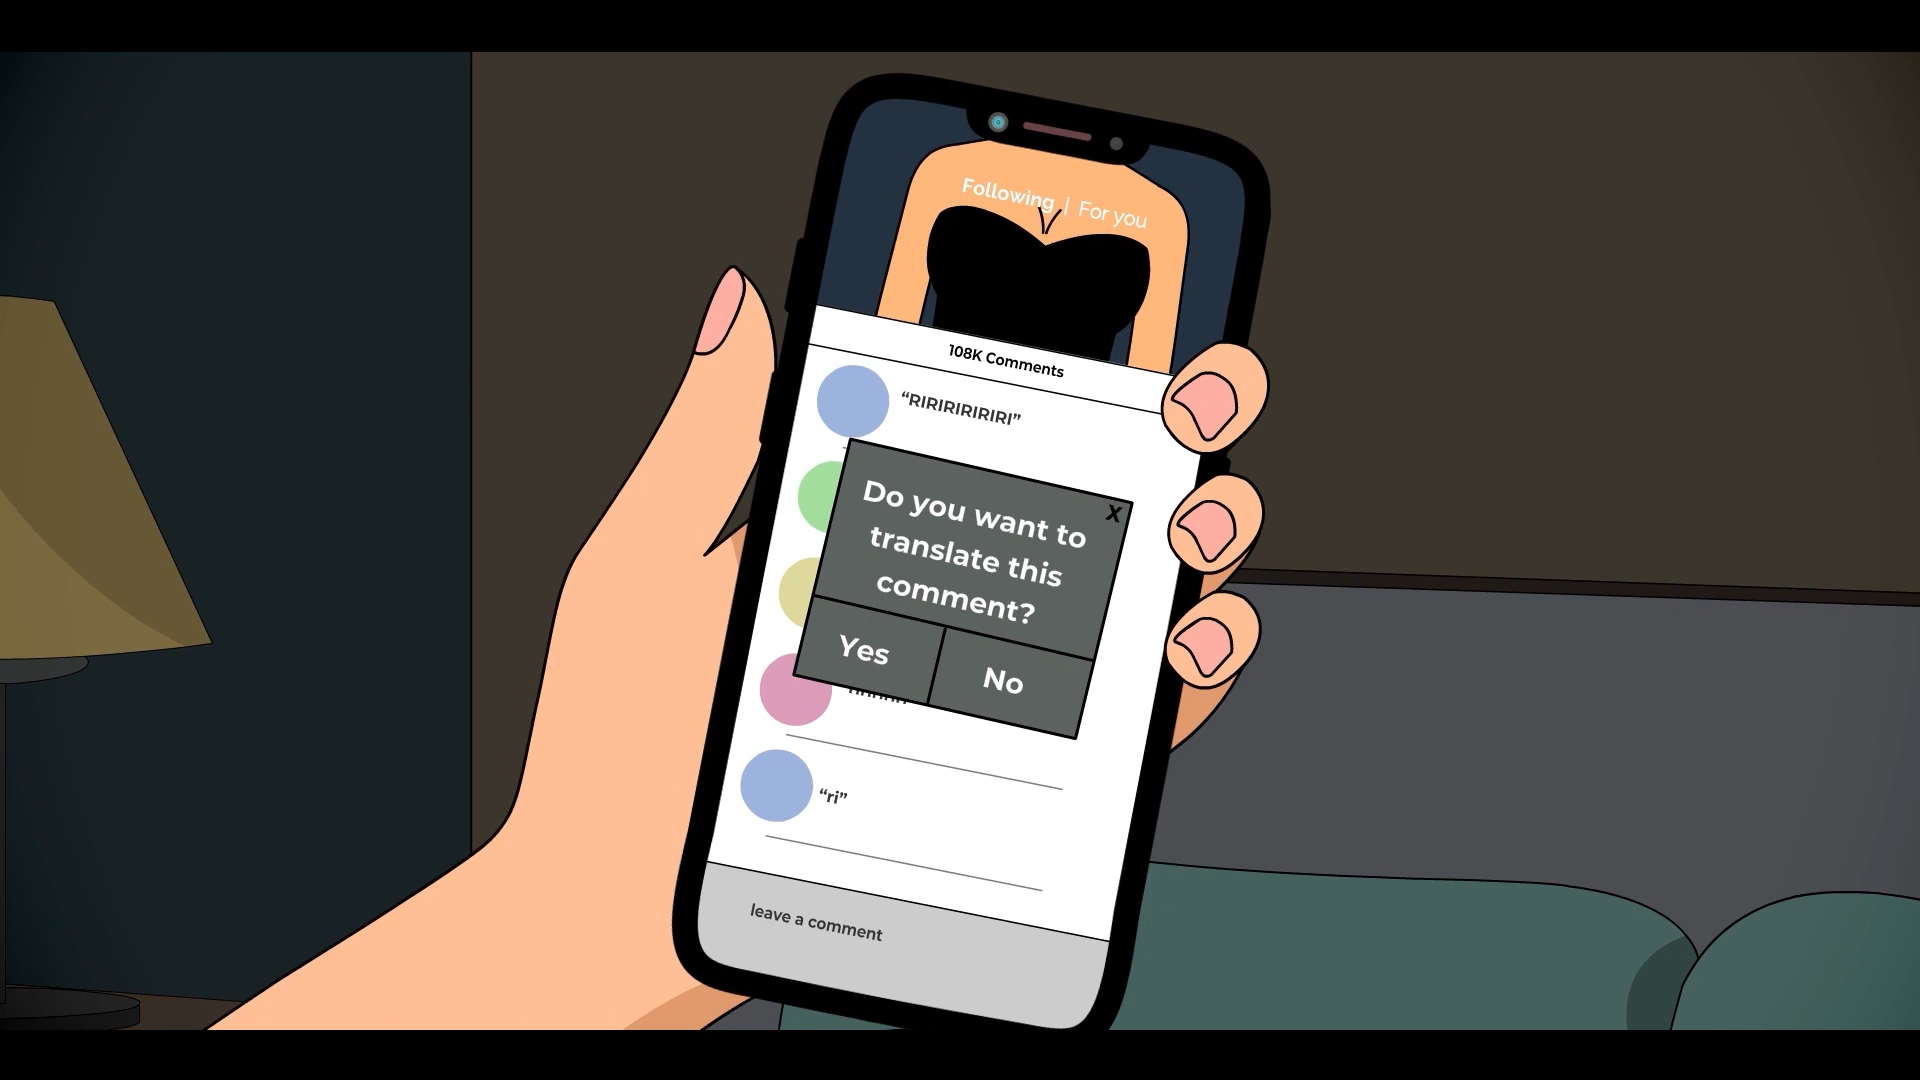 Following | For you
108K Comments
“RIRIRIRIRIRI”
Do you want to
translate this
comment?
X
Yes
No
“ri”
leave a comment